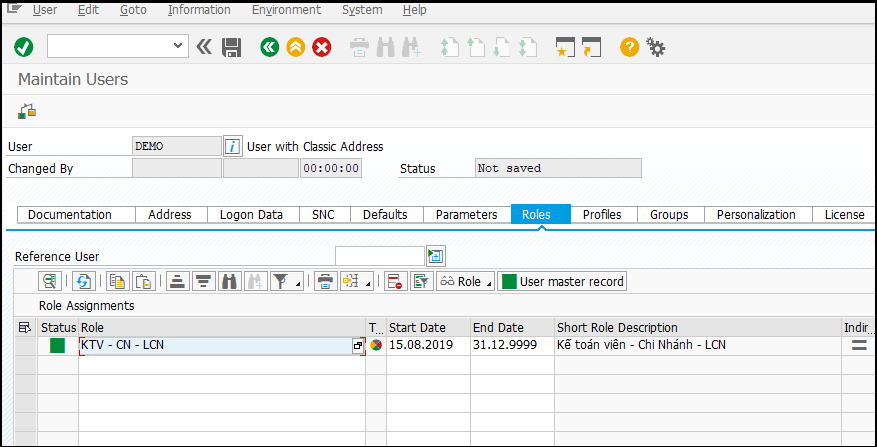 User Edit Goto Information Environment System Help
Maintain Users
User DEMO i User with Classic Address
Changed By 00:00:00 Status Not saved
Documentation Address Logon Data SNC Defaults Parameters Roles Profiles Groups Personalization License
Reference User
Role User master record
Role Assignments
Status Role T... Start Date End Date Short Role Description Indir...
KTV - CN - LCN 15.08.2019 31.12.9999 Kế toán viên - Chi Nhánh - LCN